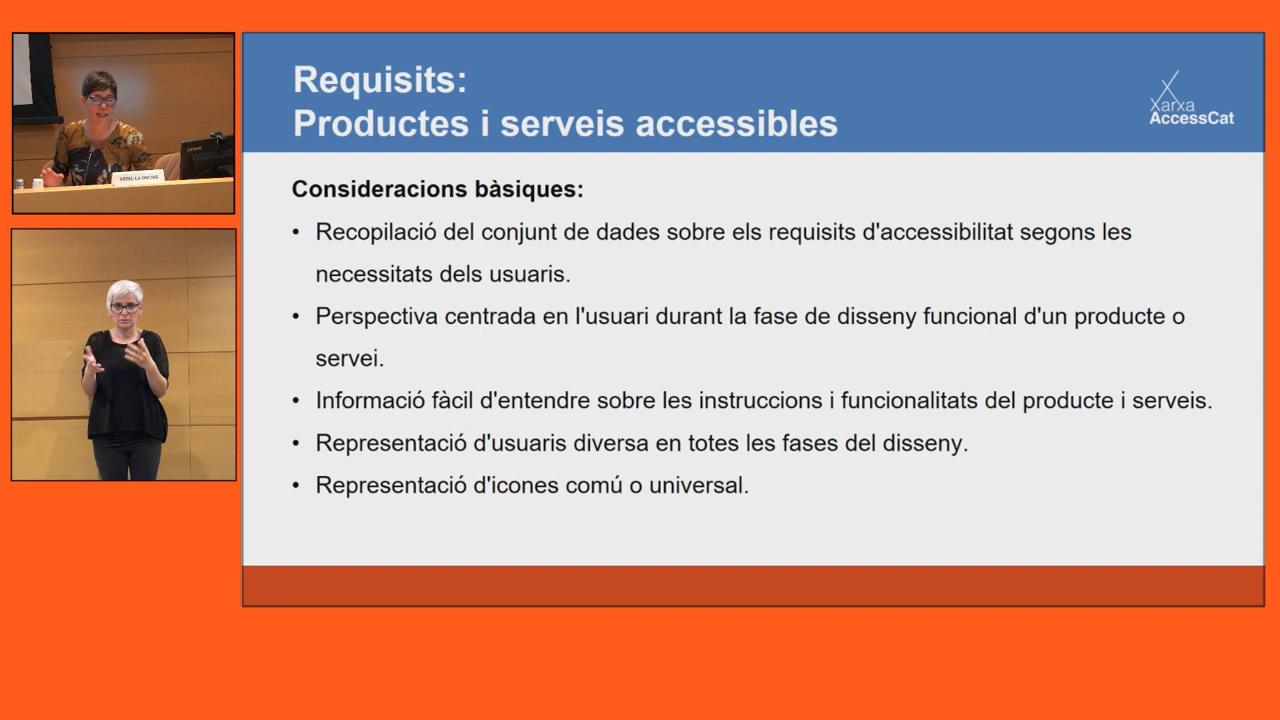 Requisits:
Productes i serveis accessibles
Xarxa
AccessCat
Consideracions bàsiques:
• Recopilació del conjunt de dades sobre els requisits d'accessibilitat segons les
necessitats dels usuaris.
• Perspectiva centrada en l'usuari durant la fase de disseny funcional d'un producte o
servei.
• Informació fàcil d'entendre sobre les instruccions i funcionalitats del producte i serveis.
• Representació d'usuaris diversa en totes les fases del disseny.
• Representació d'icones comú o universal.
Lenovo